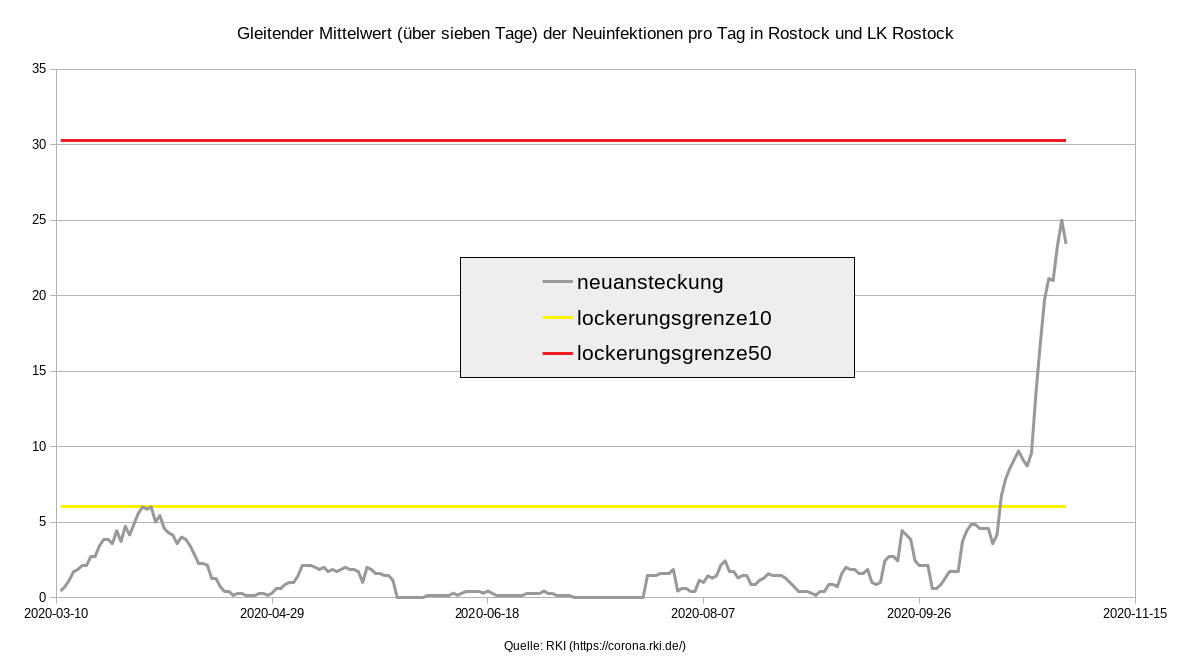 Gleitender Mittelwert (über sieben Tage) der Neuinfektionen pro Tag in Rostock und LK Rostock
35
30
25
20
15
10
5
0
neuansteckung
lockerungsgrenze10
lockerungsgrenze50
2020-03-10 2020-04-29 2020-06-18 2020-08-07 2020-09-26 2020-11-15
Quelle: RKI (https://corona.rki.de/)